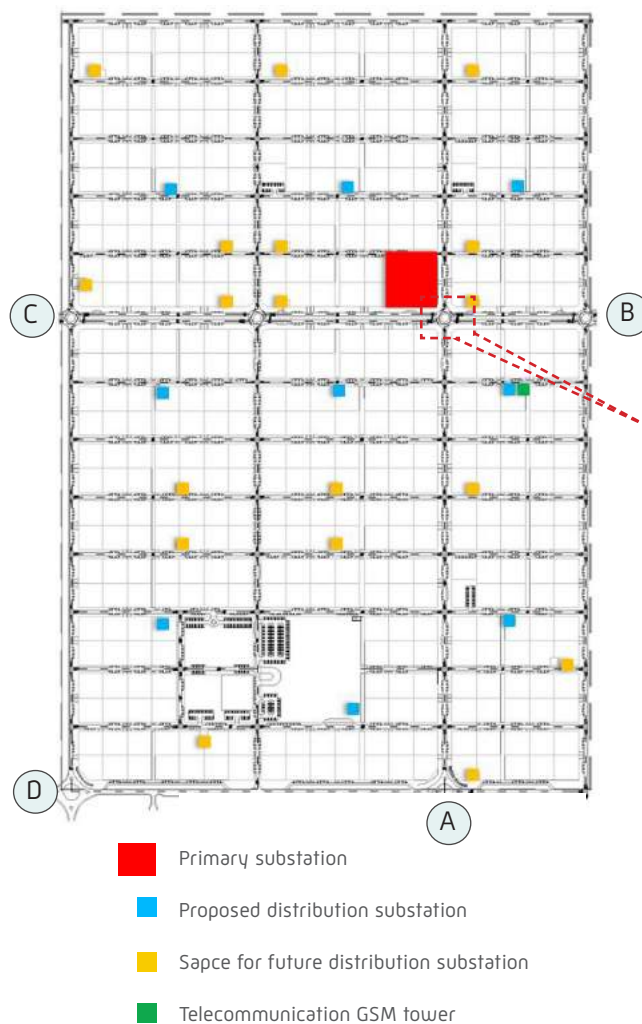 C
B
D
A
Primary substation
Proposed distribution substation
Sapce for future distribution substation
Telecommunication GSM tower